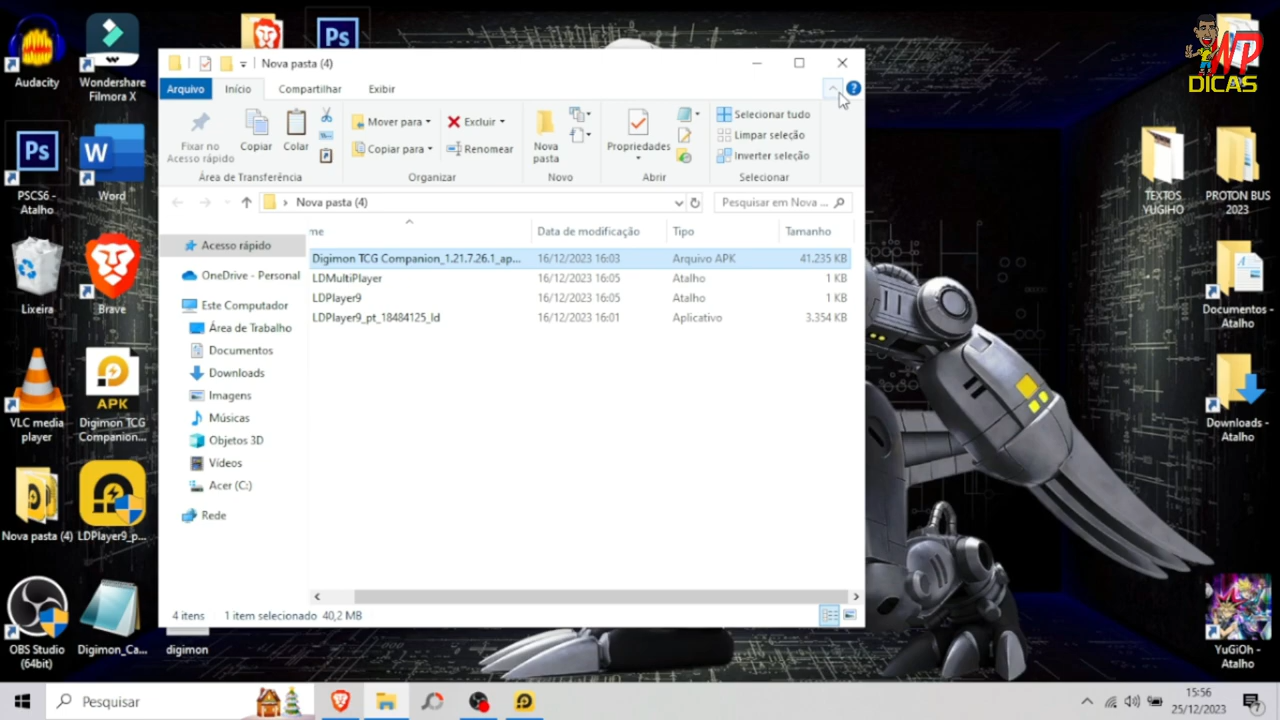 Audacity
Wondershare
Filmora X
Ps
NP
DICAS
Nova pasta (4)
Arquivo
Início
Compartilhar
Exibir
?
Fixar no
Acesso rápido
Copiar
Colar
Mover para
Copiar para
Excluir
Renomear
Nova
pasta
Propriedades
Selecionar tudo
Limpar seleção
Inverter seleção
Área de Transferência
Organizar
Novo
Abrir
Selecionar
Nova pasta (4)
Pesquisar em Nova ...
me
Data de modificação
Tipo
Tamanho
Digimon TCG Companion_1.21.7.26.1_ap...
16/12/2023 16:03
Arquivo APK
41.235 KB
LDMultiPlayer
16/12/2023 16:05
Atalho
1 KB
LDPlayer9
16/12/2023 16:05
Atalho
1 KB
LDPlayer9_pt_18484125_ld
16/12/2023 16:01
Aplicativo
3.354 KB
Acesso rápido
OneDrive - Personal
Este Computador
Área de Trabalho
Documentos
Downloads
Imagens
Músicas
Objetos 3D
Vídeos
Acer (C:)
Rede
4 itens
1 item selecionado 40,2 MB
Ps
PSCS6 -
Atalho
W
Word
Lixeira
Brave
VLC media
player
APK
Digimon TCG
Companion...
Nova pasta (4)
LDPlayer9_p...
OBS Studio
(64bit)
Digimon_Ca...
digimon
TEXTOS
YUGIHO
PROTON BUS
2023
Documentos -
Atalho
Downloads -
Atalho
YuGiOh -
Atalho
Pesquisar
15:56
25/12/2023
7